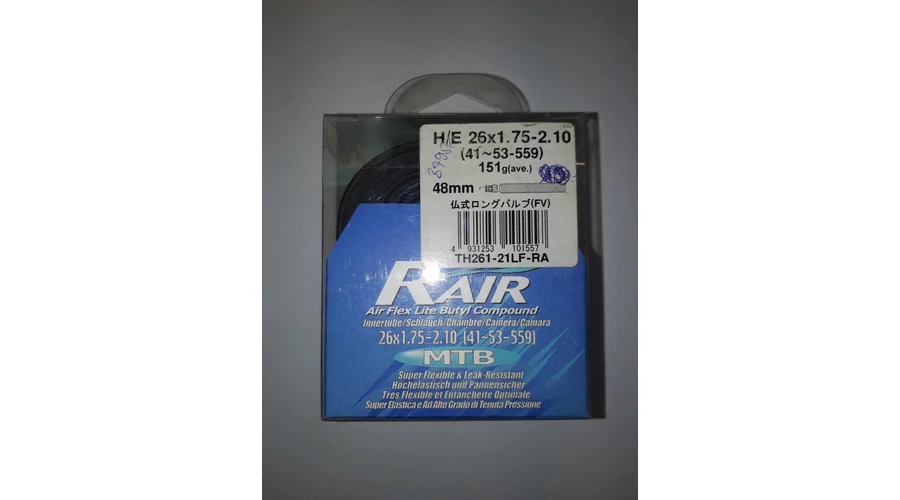 H/E 26x1.75-2.10
(41~53-559)
151g(ave.)
48mm
仏式ロングバルブ(FV)
4 931253 101557
TH261-21LF-RA
RAIR
Air Flex Lite Butyl Compound
Innertube/Schlauch/Chambre/Camera/Camara
26x1.75-2.10 (41-53-559)
MTB
Super Flexible & Leak-Resistant
Hochelastisch und Pannensicher
Tres Flexible et Entancheite Optimale
Super Elastica e Ad Alto Grado di Tenuta Pressione